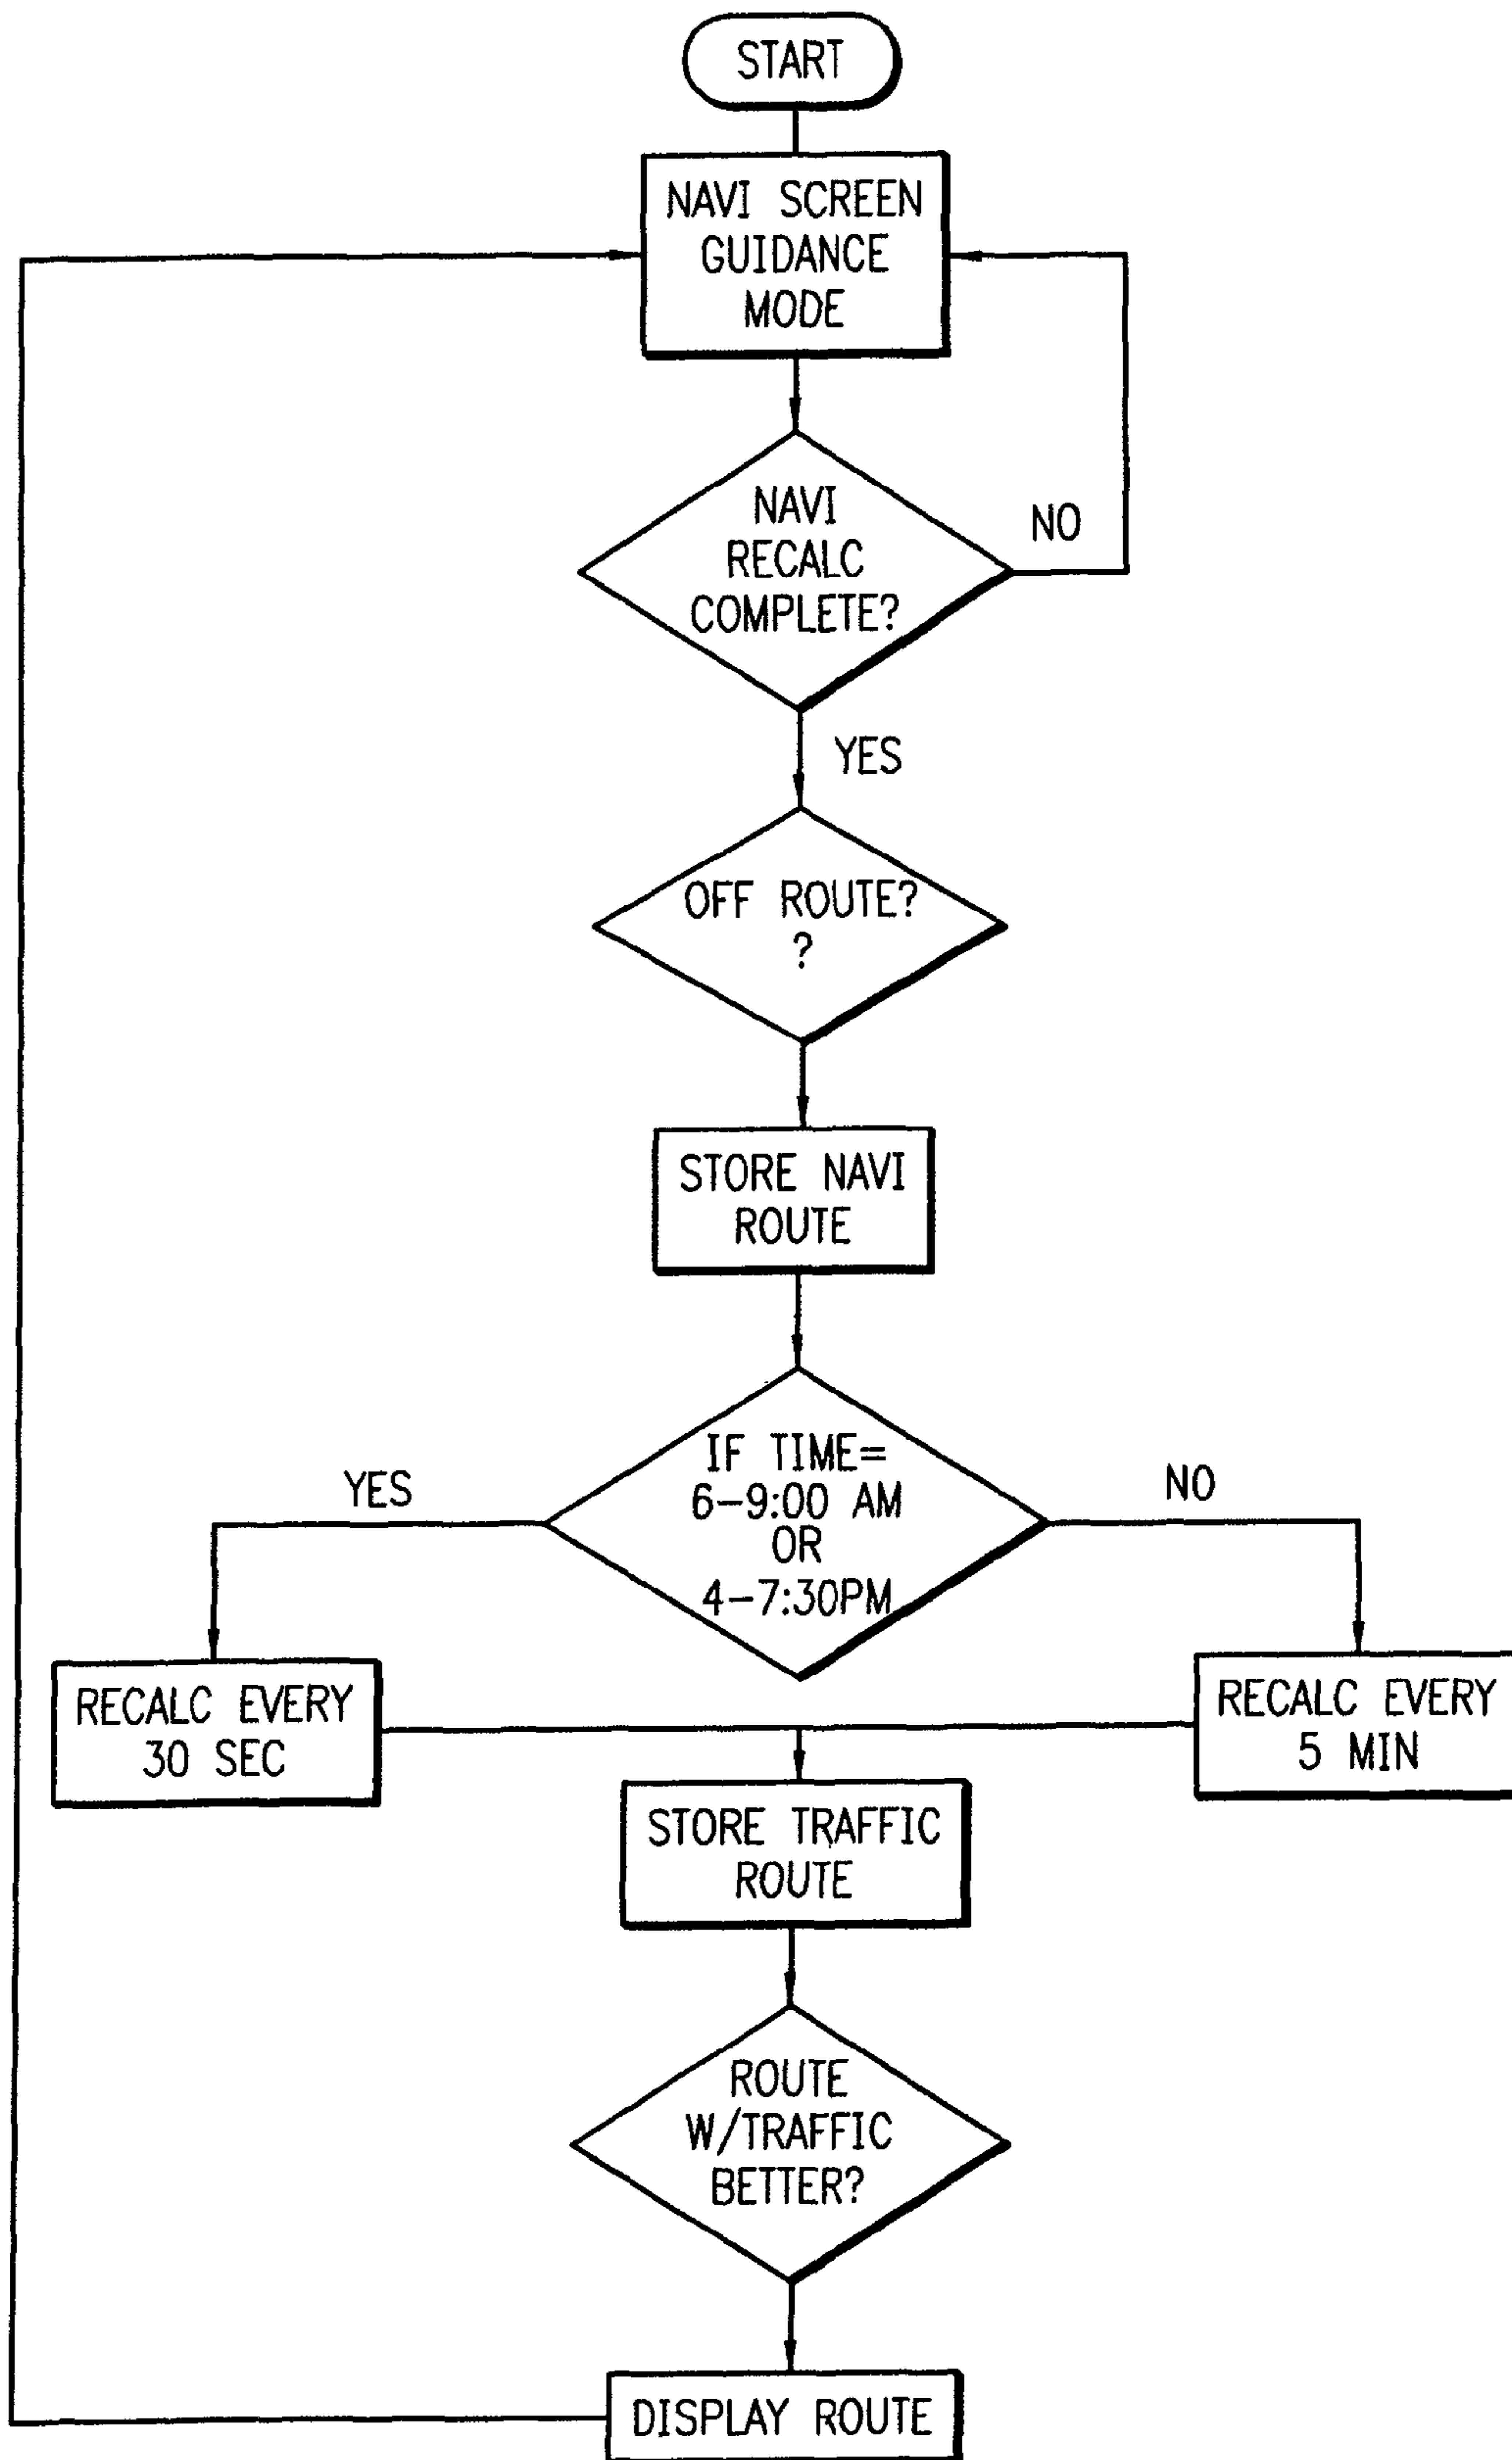 START
NAVI SCREEN
GUIDANCE
MODE
NAVI
RECALC
COMPLETE?
NO
YES
OFF ROUTE?
?
STORE NAVI
ROUTE
IF TIME=
6-9:00 AM
OR
4-7:30PM
YES
NO
RECALC EVERY
30 SEC
RECALC EVERY
5 MIN
STORE TRAFFIC
ROUTE
ROUTE
W/TRAFFIC
BETTER?
DISPLAY ROUTE